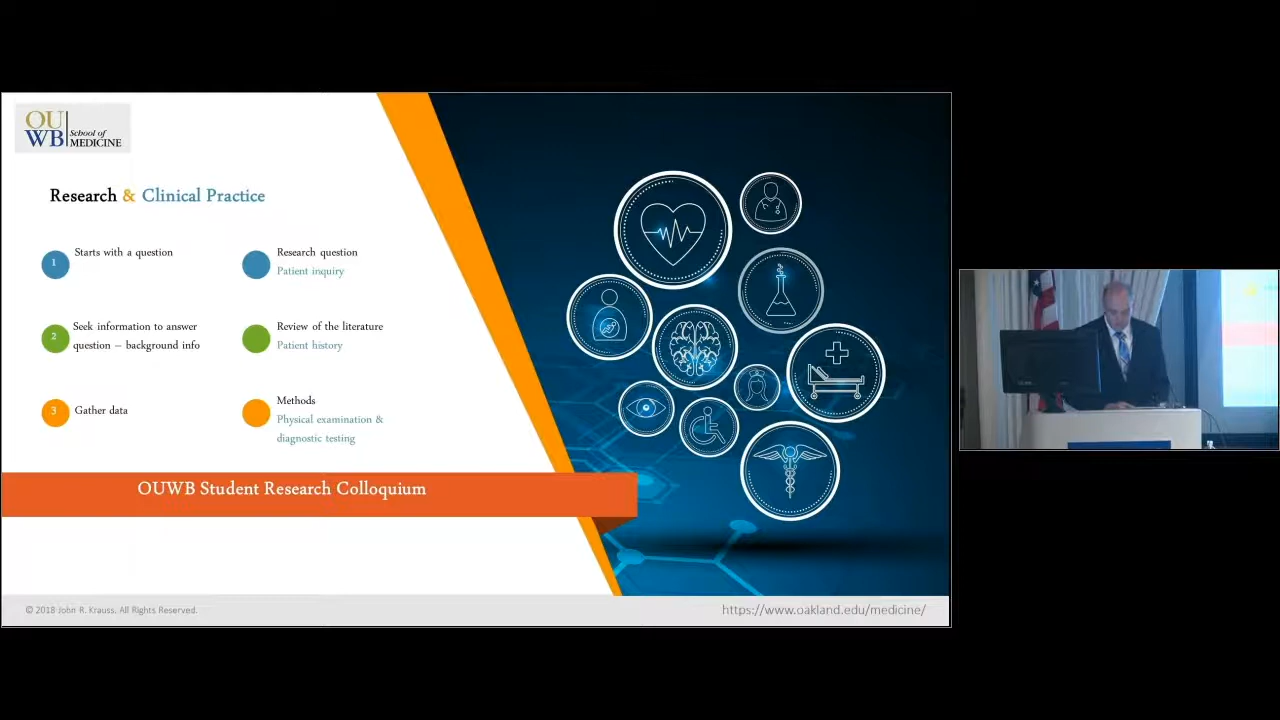 OU
WB
School of
MEDICINE
Research & Clinical Practice
1
Starts with a question
Research question
Patient inquiry
2
Seek information to answer
question – background info
Review of the literature
Patient history
3
Gather data
Methods
Physical examination &
diagnostic testing
OUWB Student Research Colloquium
© 2018 John R. Krauss. All Rights Reserved.
https://www.oakland.edu/medicine/